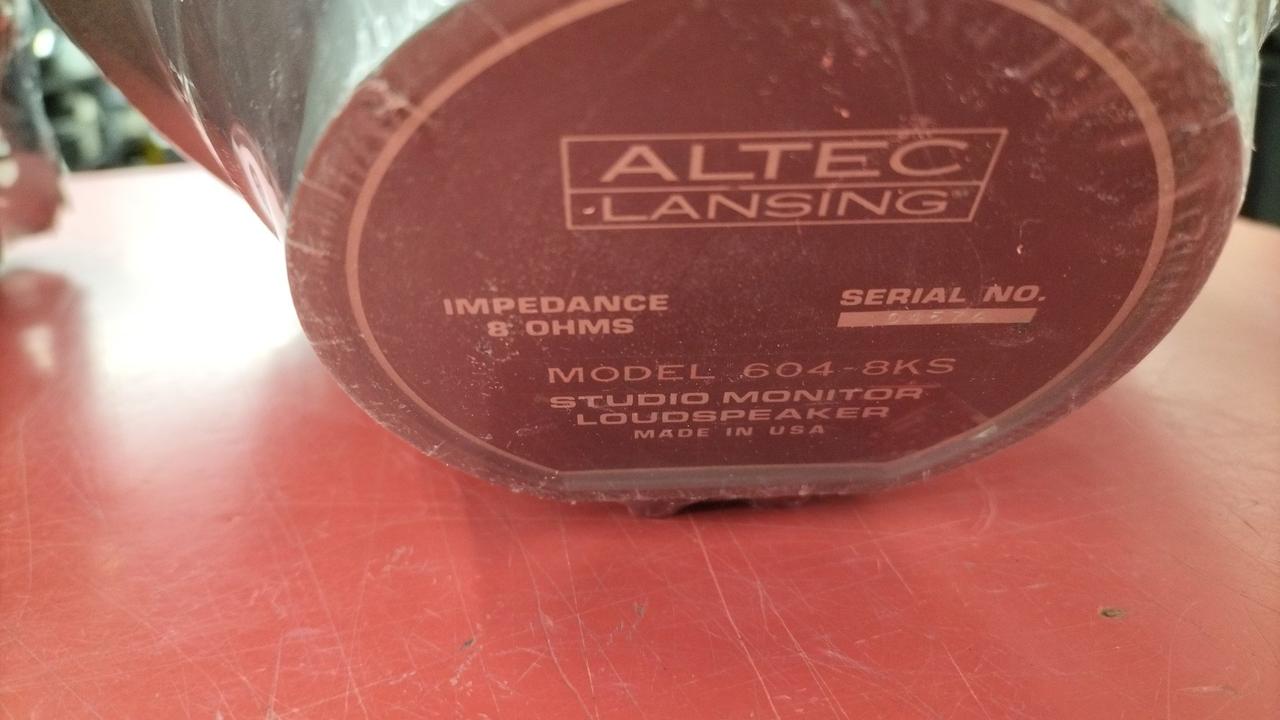 ALTEC
LANSING
IMPEDANCE
8 OHMS
SERIAL NO.
MODEL 604-8KS
STUDIO MONITOR
LOUDSPEAKER
MADE IN USA